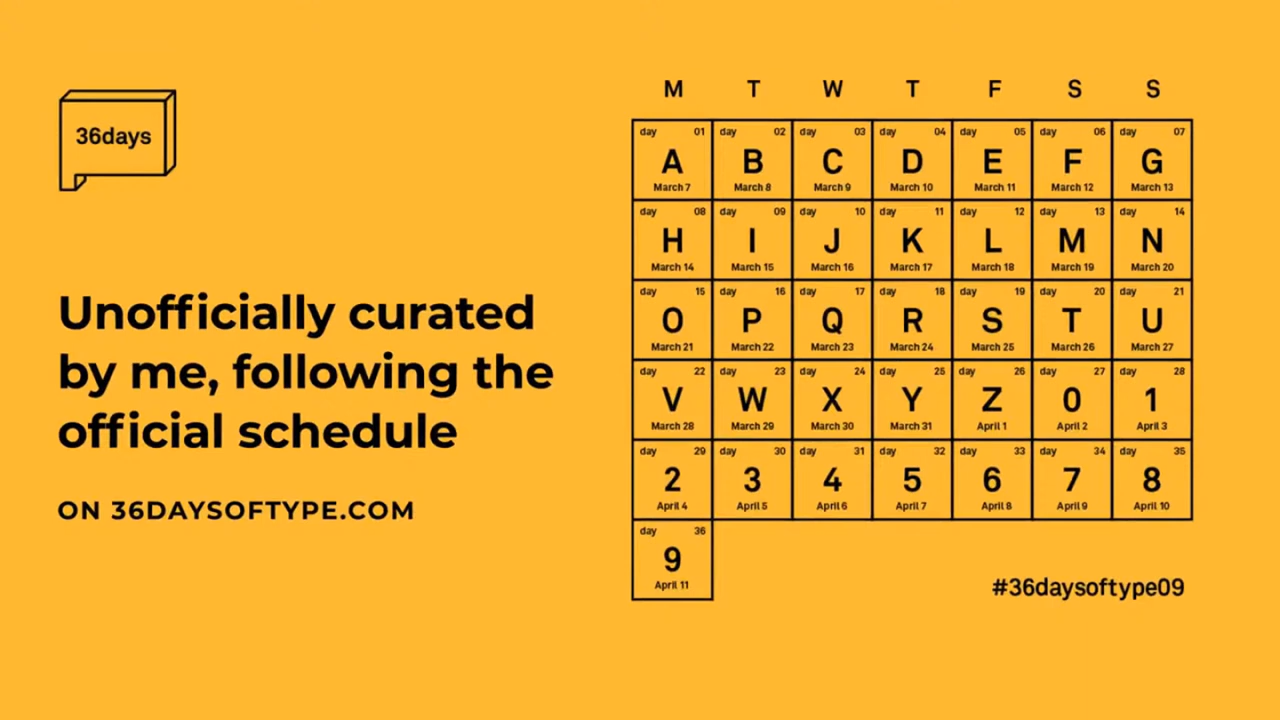 36days
Unofficially curated
by me, following the
official schedule
ON 36DAYSOFTYPE.COM
M T W T F S S
day 01 day 02 day 03 day 04 day 05 day 06 day 07
A B C D E F G
March 7 March 8 March 9 March 10 March 11 March 12 March 13
day 08 day 09 day 10 day 11 day 12 day 13 day 14
H I J K L M N
March 14 March 15 March 16 March 17 March 18 March 19 March 20
day 15 day 16 day 17 day 18 day 19 day 20 day 21
O P Q R S T U
March 21 March 22 March 23 March 24 March 25 March 26 March 27
day 22 day 23 day 24 day 25 day 26 day 27 day 28
V W X Y Z 0 1
March 28 March 29 March 30 March 31 April 1 April 2 April 3
day 29 day 30 day 31 day 32 day 33 day 34 day 35
2 3 4 5 6 7 8
April 4 April 5 April 6 April 7 April 8 April 9 April 10
day 36
9
April 11
#36daysoftype09